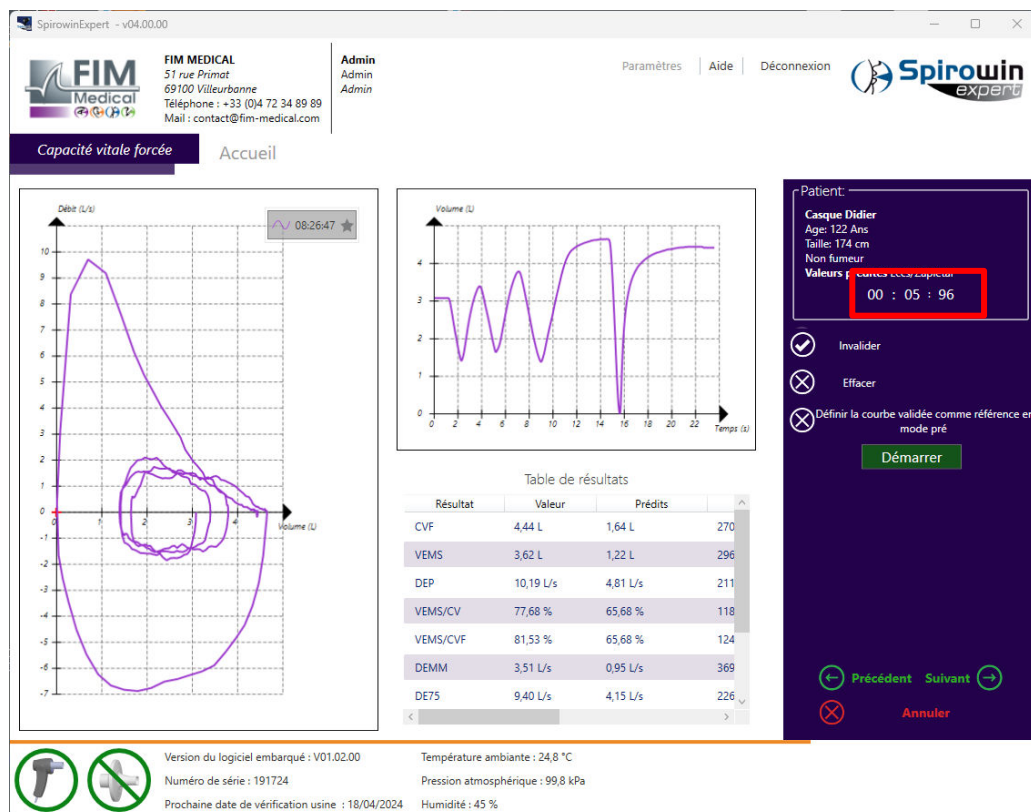 SpirowinExpert - v04.00.00
FIM
Medical
FIM MEDICAL
51 rue Primat
69100 Villeurbanne
Téléphone : +33 (0)4 72 34 89 89
Mail : contact@fim-medical.com
Admin
Admin
Admin
Paramètres
Aide
Déconnexion
Spirowin
expert
Capacité vitale forcée
Accueil
Débit (L/s)
08:26:47
10
9
8
7
6
5
4
3
2
1
0
-1
-2
-3
-4
-5
-6
-7
0 1 2 3 4
Volume (L)
Volume (L)
4
3
2
1
0
0 2 4 6 8 10 12 14 16 18 20 22
Temps (s)
Table de résultats
Résultat Valeur Prédits
CVF 4,44 L 1,64 L 270
VEMS 3,62 L 1,22 L 296
DEP 10,19 L/s 4,81 L/s 211
VEMS/CV 77,68 % 65,68 % 118
VEMS/CVF 81,53 % 65,68 % 124
DEMM 3,51 L/s 0,95 L/s 369
DE75 9,40 L/s 4,15 L/s 226
Patient:
Casque Didier
Age: 122 Ans
Taille: 174 cm
Non fumeur
Valeurs prédites
00 : 05 : 96
Invalider
Effacer
Définir la courbe validée comme référence en
mode pré
Démarrer
Précédent
Suivant
Annuler
Version du logiciel embarqué : V01.02.00
Numéro de série : 191724
Prochaine date de vérification usine : 18/04/2024
Température ambiante : 24,8 °C
Pression atmosphérique : 99,8 kPa
Humidité : 45 %